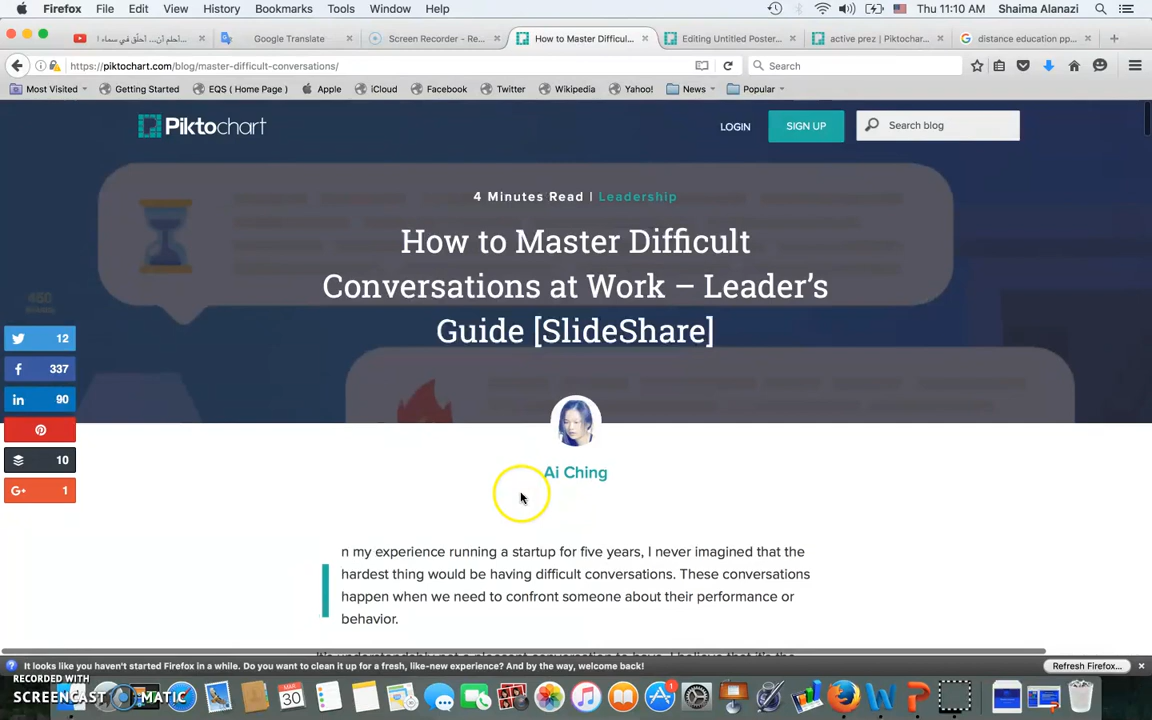 Firefox File Edit View History Bookmarks Tools Window Help Thu 11:10 AM Shaima Alanazi
Google Translate Screen Recorder - Re... How to Master Difficul... Editing Untitled Poster... active prez | Piktochar... distance education pp...
https://piktochart.com/blog/master-difficult-conversations/ Search
Most Visited Getting Started EQS ( Home Page ) Apple iCloud Facebook Twitter Wikipedia Yahoo! News Popular
Piktochart LOGIN SIGN UP Search blog
4 Minutes Read | Leadership
How to Master Difficult
Conversations at Work – Leader's
Guide [SlideShare]
12
337
90
10
1
Ai Ching
n my experience running a startup for five years, I never imagined that the
hardest thing would be having difficult conversations. These conversations
happen when we need to confront someone about their performance or
behavior.
It looks like you haven't started Firefox in a while. Do you want to clean it up for a fresh, like-new experience? And by the way, welcome back! Refresh Firefox...
RECORDED WITH
SCREENCAST MATIC
MAR
30
1